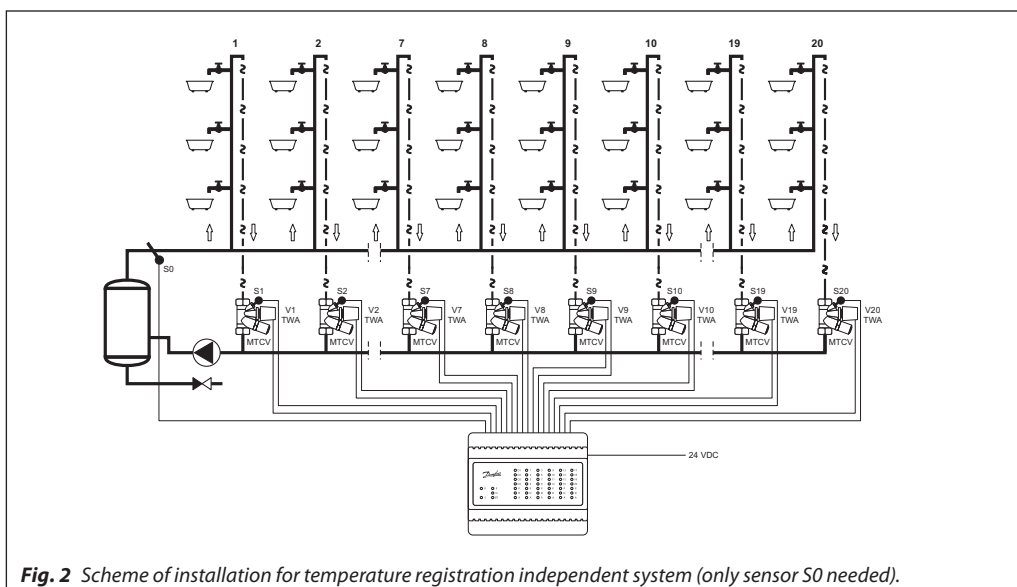 1 2 7 8 9 10 19 20
S0
S1 S2 S7 S8 S9 S10 S19 S20
V1 V2 V7 V8 V9 V10 V19 V20
TWA TWA TWA TWA TWA TWA TWA TWA
MTCV MTCV MTCV MTCV MTCV MTCV MTCV MTCV
24 VDC
Danfoss
Fig. 2 Scheme of installation for temperature registration independent system (only sensor S0 needed).